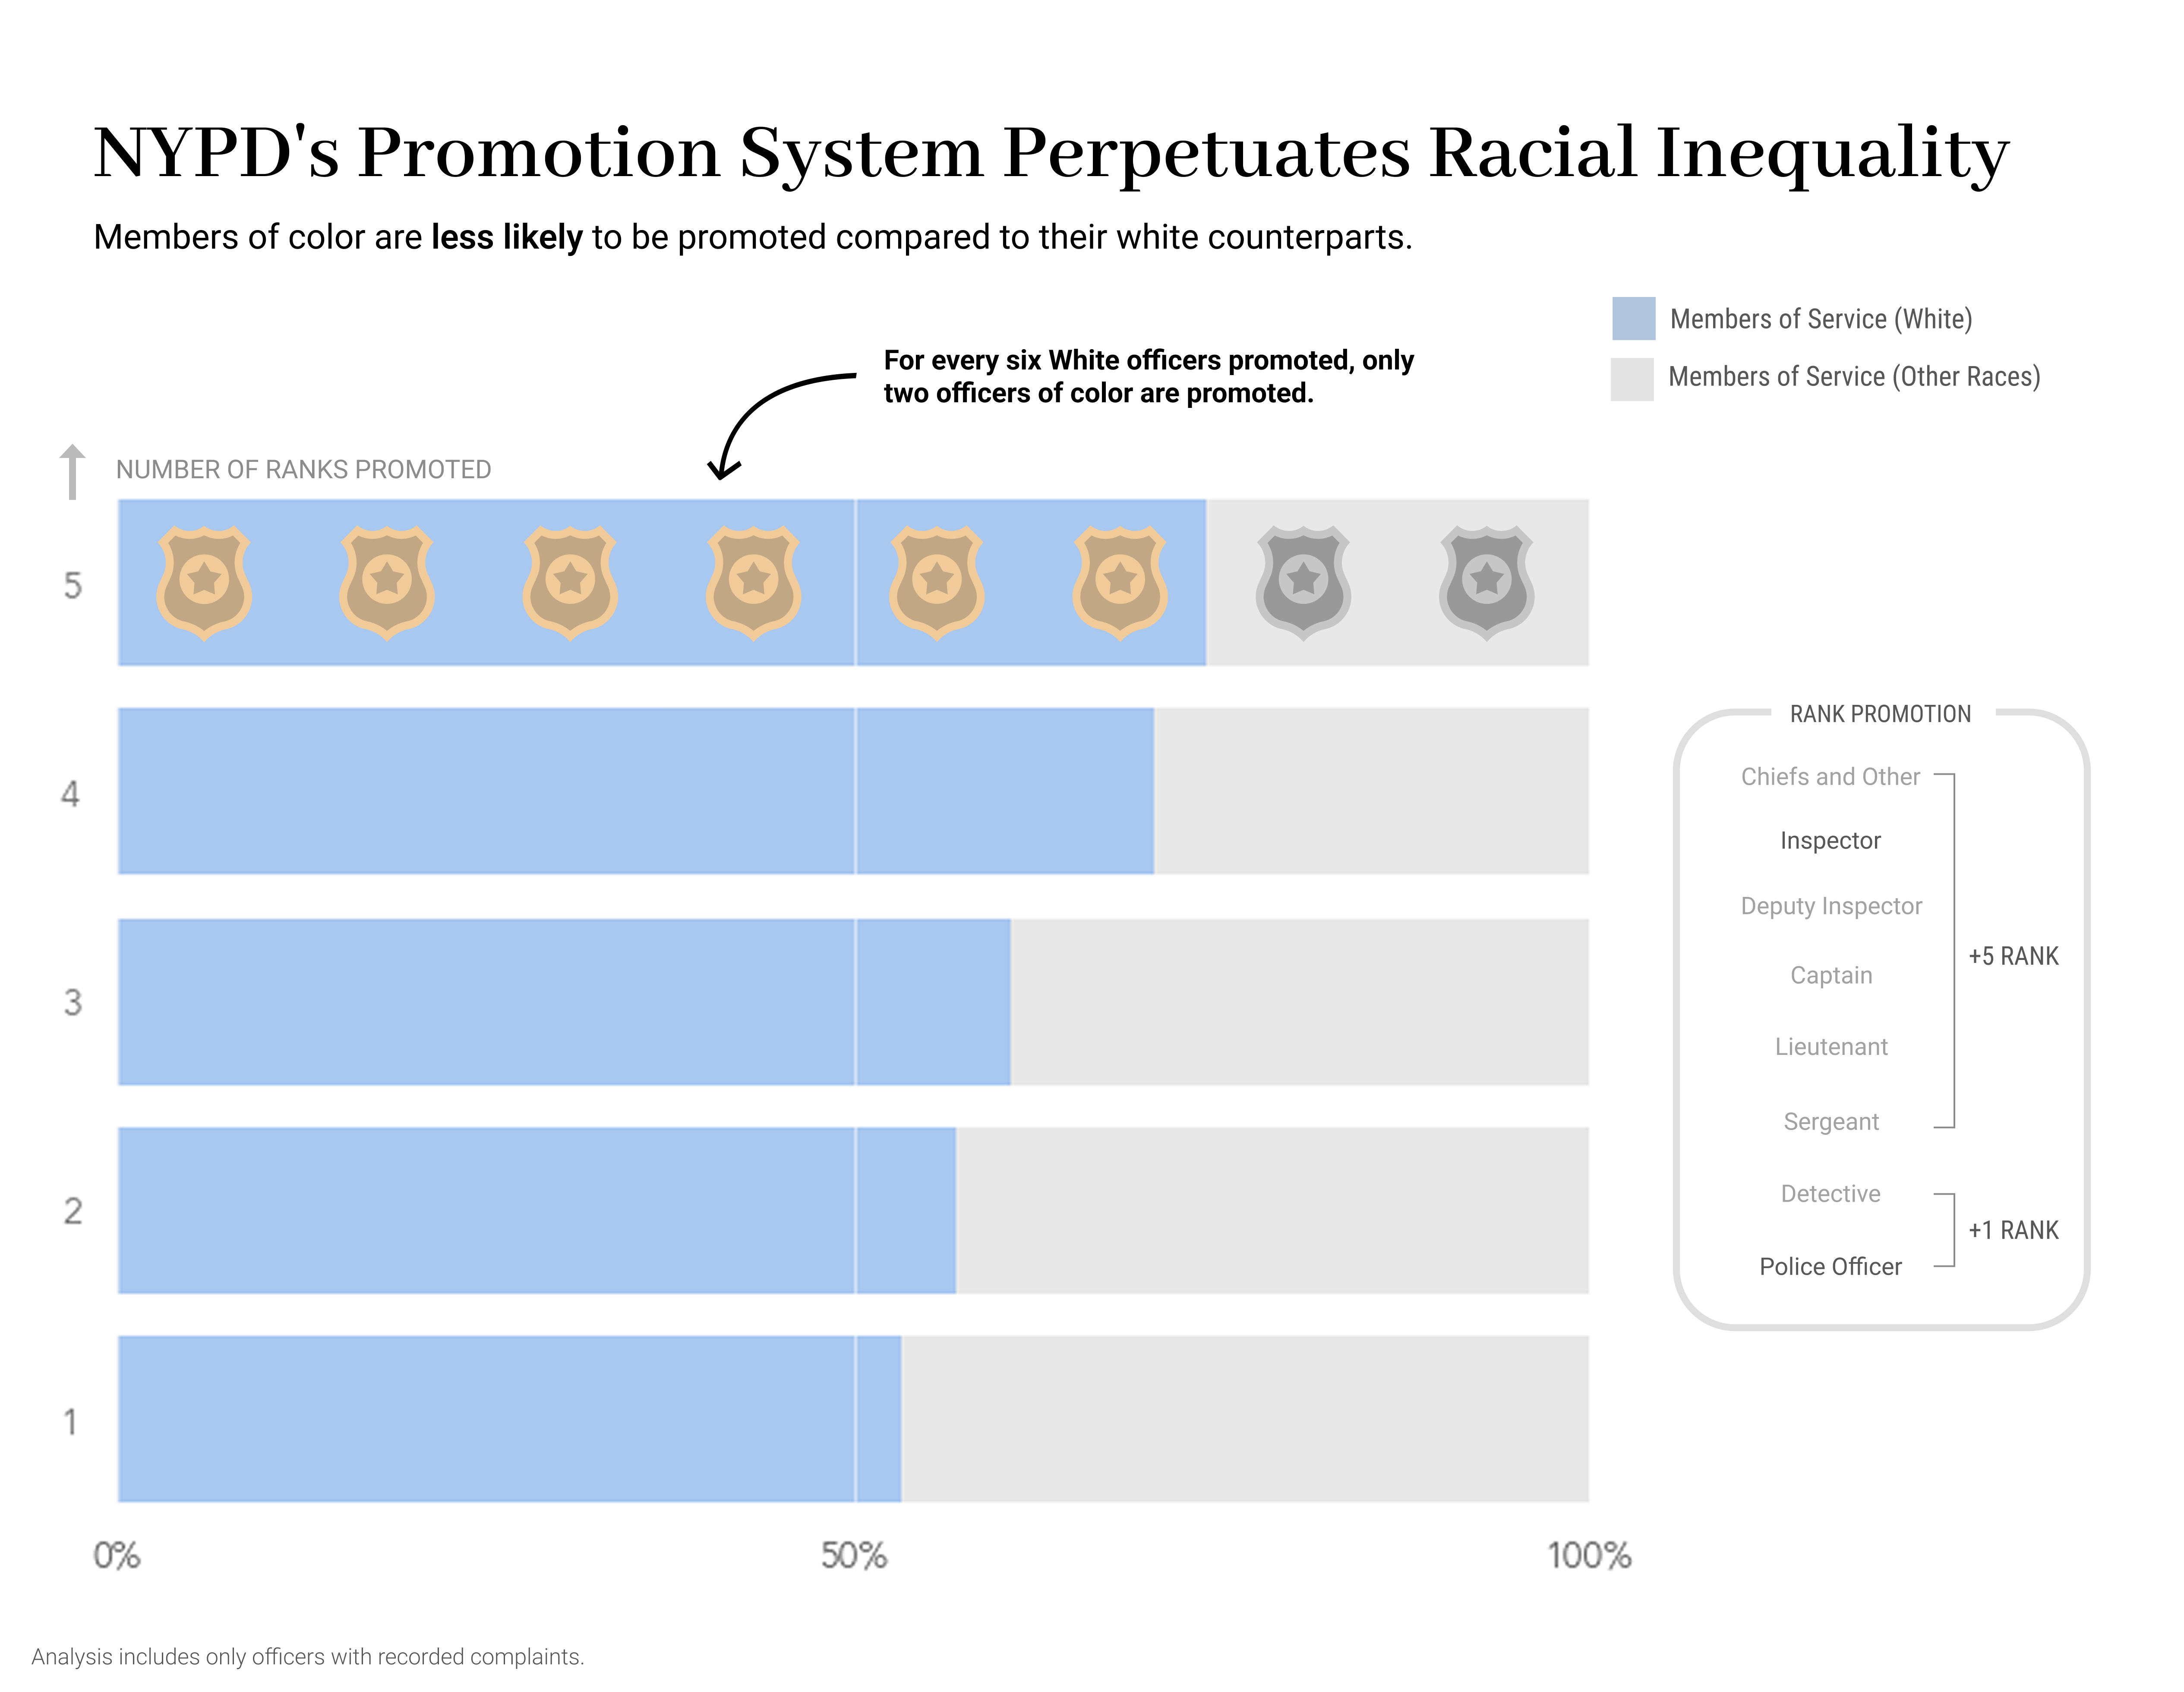 NYPD's Promotion System Perpetuates Racial Inequality
Members of color are less likely to be promoted compared to their white counterparts.
Members of Service (White)
Members of Service (Other Races)
For every six White officers promoted, only
two officers of color are promoted.
NUMBER OF RANKS PROMOTED
5
4
3
2
1
0%
50%
100%
RANK PROMOTION
Chiefs and Other
Inspector
Deputy Inspector
Captain
+5 RANK
Lieutenant
Sergeant
Detective
+1 RANK
Police Officer
Analysis includes only officers with recorded complaints.